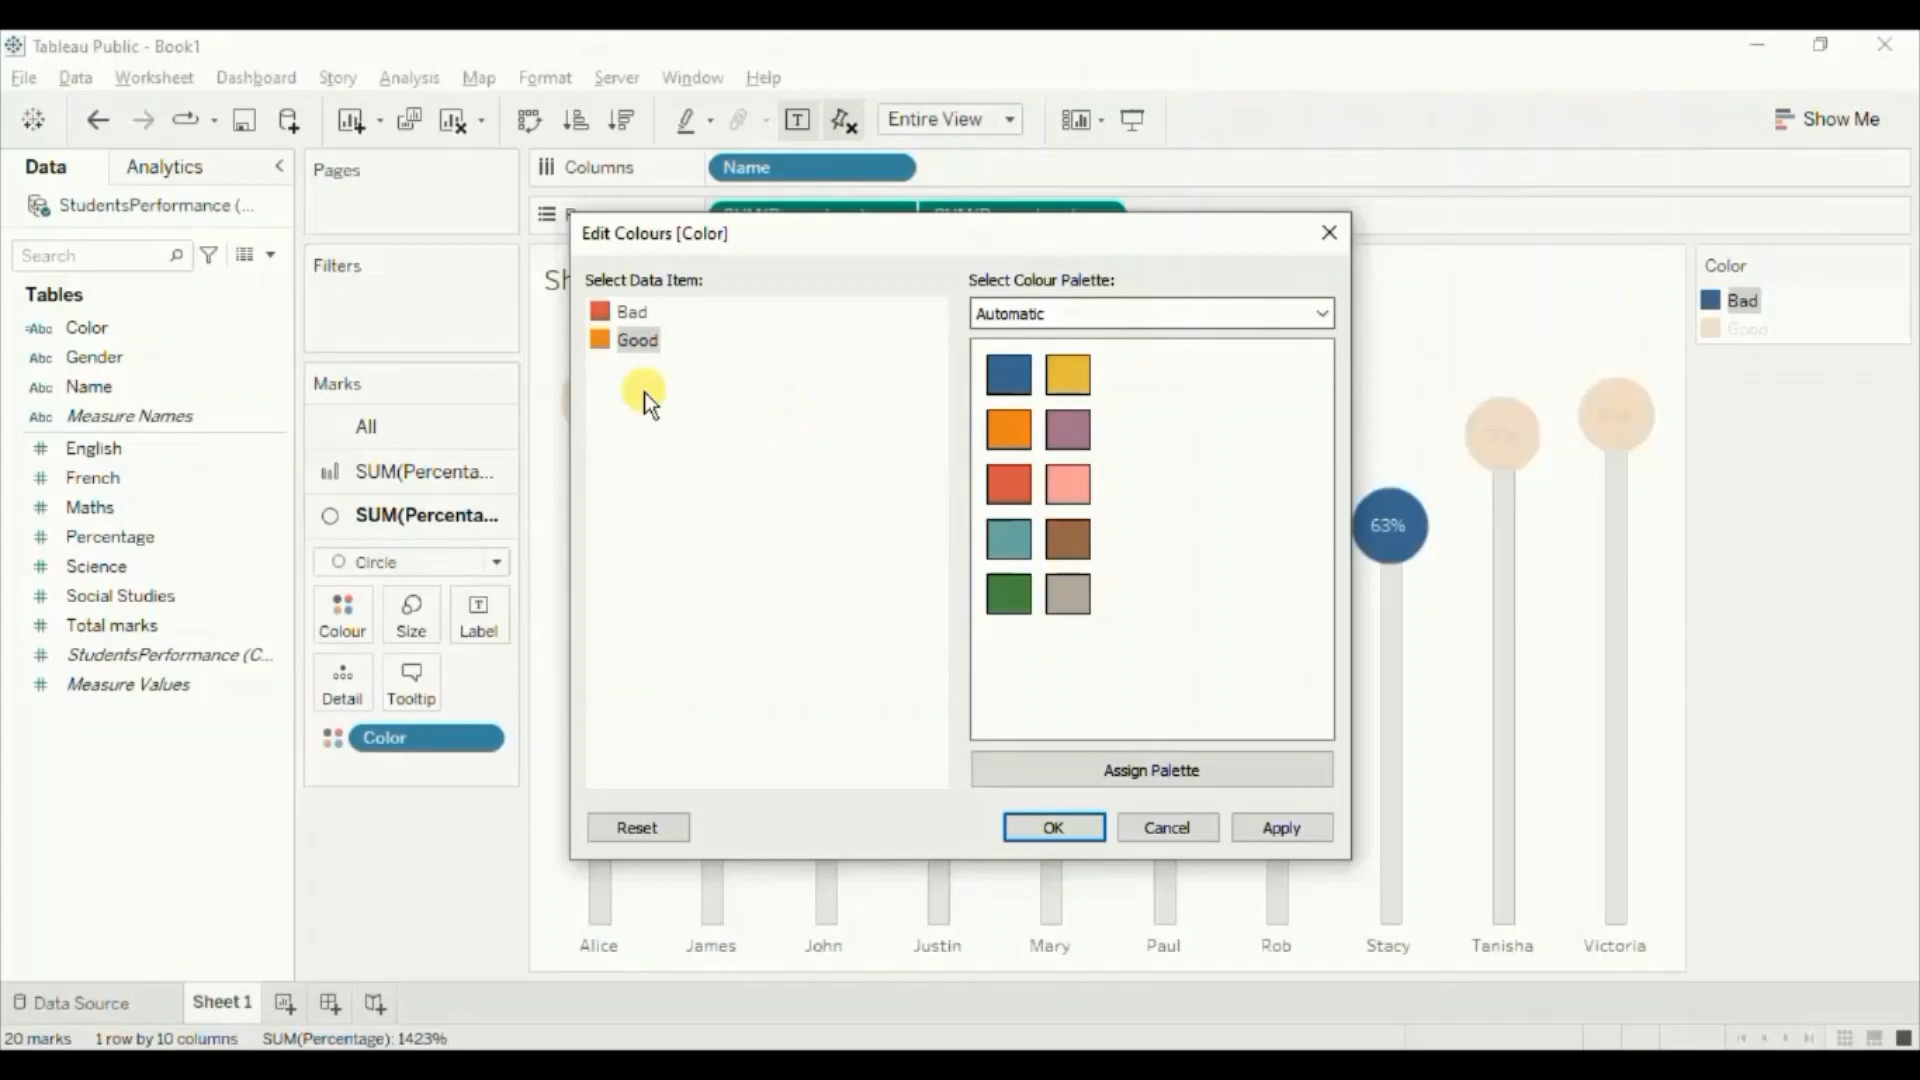 Tableau Public - Book1
File Data Worksheet Dashboard Story Analysis Map Format Server Window Help
Entire View
Show Me
Data
Analytics
StudentsPerformance (...
Search
Tables
Abc Color
Abc Gender
Abc Name
Abc Measure Names
English
French
Maths
Percentage
Science
Social Studies
Total marks
StudentsPerformance (C...
Measure Values
Pages
Filters
Marks
All
SUM(Percenta...
SUM(Percenta...
Circle
Colour
Size
Label
Detail
Tooltip
Color
Columns
Name
Edit Colours [Color]
Select Data Item:
Bad
Good
Select Colour Palette:
Automatic
Assign Palette
Reset
OK
Cancel
Apply
Color
Bad
Good
63%
Alice James John Justin Mary Paul Rob Stacy Tanisha Victoria
Data Source
Sheet 1
20 marks 1 row by 10 columns SUM(Percentage): 1423%